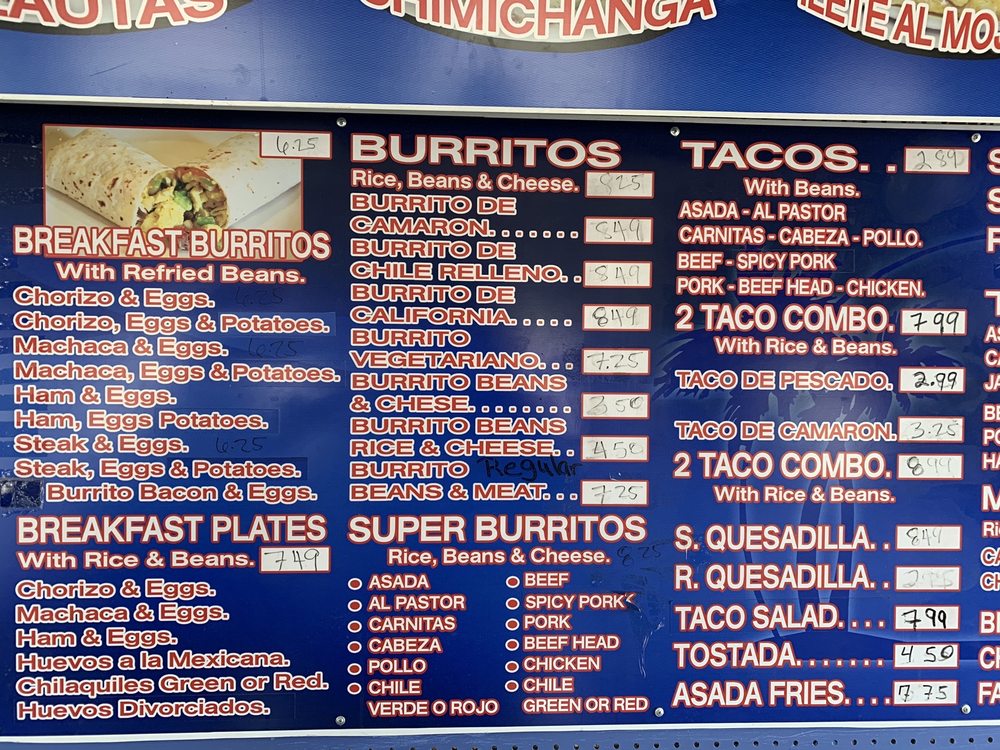 AUTAS
CHIMICHANGA
LETE AL MOJ
6.25
BREAKFAST BURRITOS
With Refried Beans.
Chorizo & Eggs. 6.25
Chorizo, Eggs & Potatoes.
Machaca & Eggs. 6.25
Machaca, Eggs & Potatoes.
Ham & Eggs.
Ham, Eggs Potatoes.
Steak & Eggs. 6.25
Steak, Eggs & Potatoes.
Burrito Bacon & Eggs.
BREAKFAST PLATES
With Rice & Beans. 7.49
Chorizo & Eggs.
Machaca & Eggs.
Ham & Eggs.
Huevos a la Mexicana.
Chilaquiles Green or Red.
Huevos Divorciados.
BURRITOS
Rice, Beans & Cheese. 8.25
BURRITO DE
CAMARON....... 8.49
BURRITO DE
CHILE RELLENO.. 8.49
BURRITO DE
CALIFORNIA..... 8.49
BURRITO
VEGETARIANO... 7.25
BURRITO BEANS
& CHESE........ 3.50
BURRITO BEANS
RICE & CHEESE.. 4.50
BURRITO Regular
BEANS & MEAT... 7.25
SUPER BURRITOS
Rice, Beans & Cheese. 8.25
ASADA
AL PASTOR
CARNITAS
CABEZA
POLLO
CHILE
VERDE O ROJO
BEEF
SPICY PORK
PORK
BEEF HEAD
CHICKEN
CHILE
GREEN OR RED
TACOS. . 2.89
With Beans.
ASADA - AL PASTOR
CARNITAS - CABEZA - POLLO.
BEEF - SPICY PORK
PORK - BEEF HEAD - CHICKEN.
2 TACO COMBO. 7.99
With Rice & Beans.
TACO DE PESCADO. 2.99
TACO DE CAMARON. 3.25
2 TACO COMBO. 8.99
With Rice & Beans.
S. QUESADILLA. . 8.49
R. QUESADILLA. .
TACO SALAD. . . . 7.99
TOSTADA. . . . . . . 4.50
ASADA FRIES. . . . 7.75